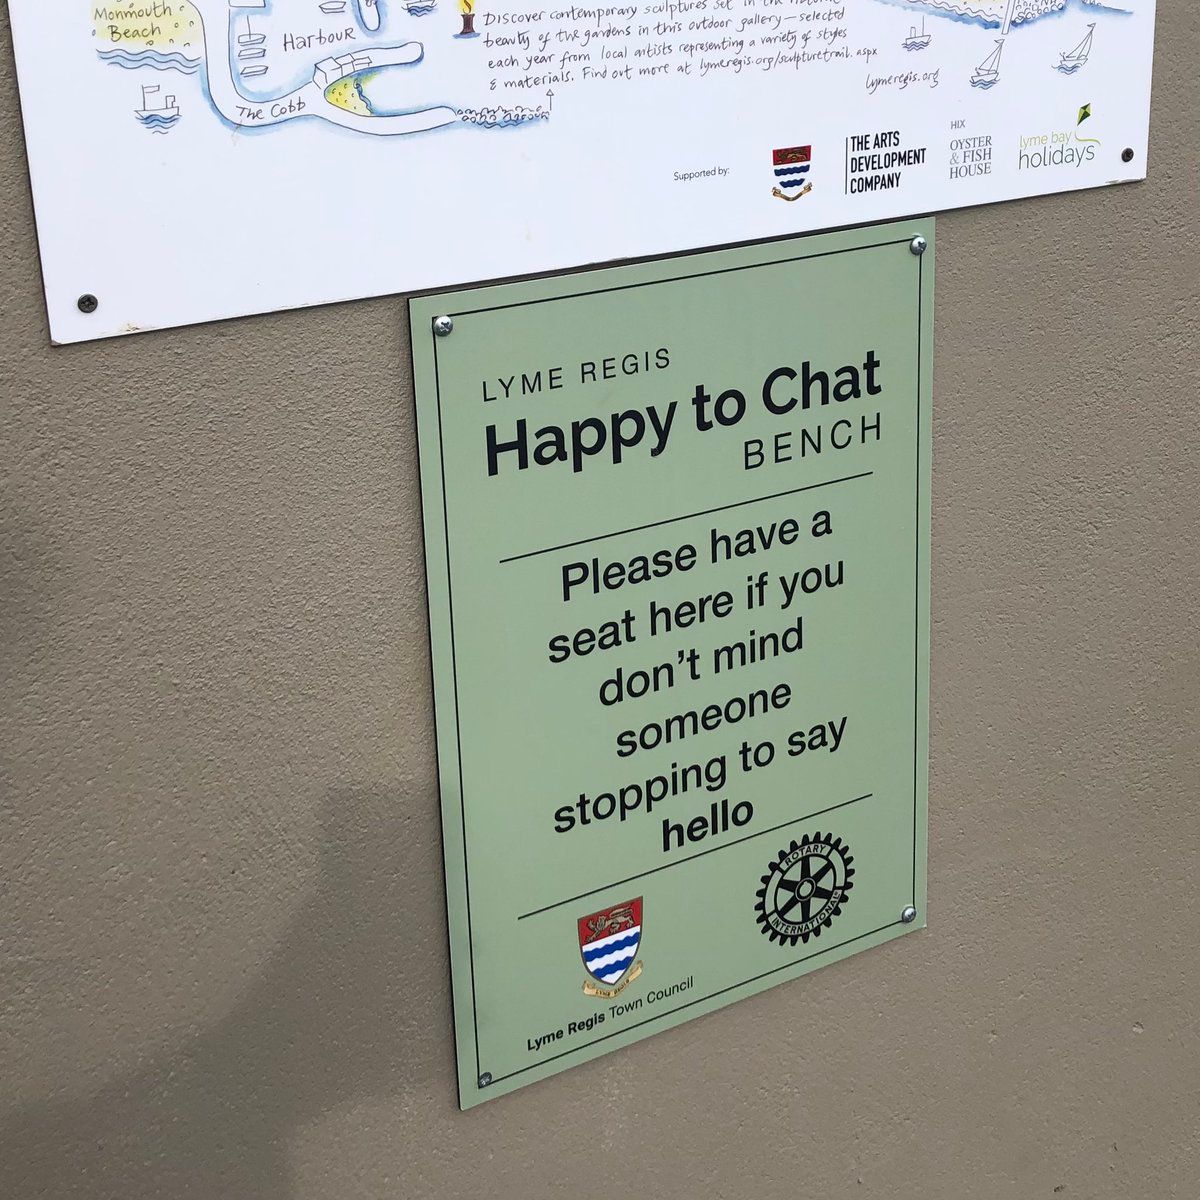 Monmouth
Beach
Harbour
The Cobb
Discover contemporary sculptures set in the natural
beauty of the gardens in this outdoor gallery — selected
each year from local artists representing a variety of styles
& materials. Find out more at lymeregis.org/sculpturetrail.aspx
lymeregis.org
Supported by:
THE ARTS
DEVELOPMENT
COMPANY
HIX
OYSTER
& FISH
HOUSE
lyme bay
holidays
LYME REGIS
Happy to Chat
BENCH
Please have a
seat here if you
don't mind
someone
stopping to say
hello
ROTARY
INTERNATIONAL
LYME REGIS
Lyme Regis Town Council